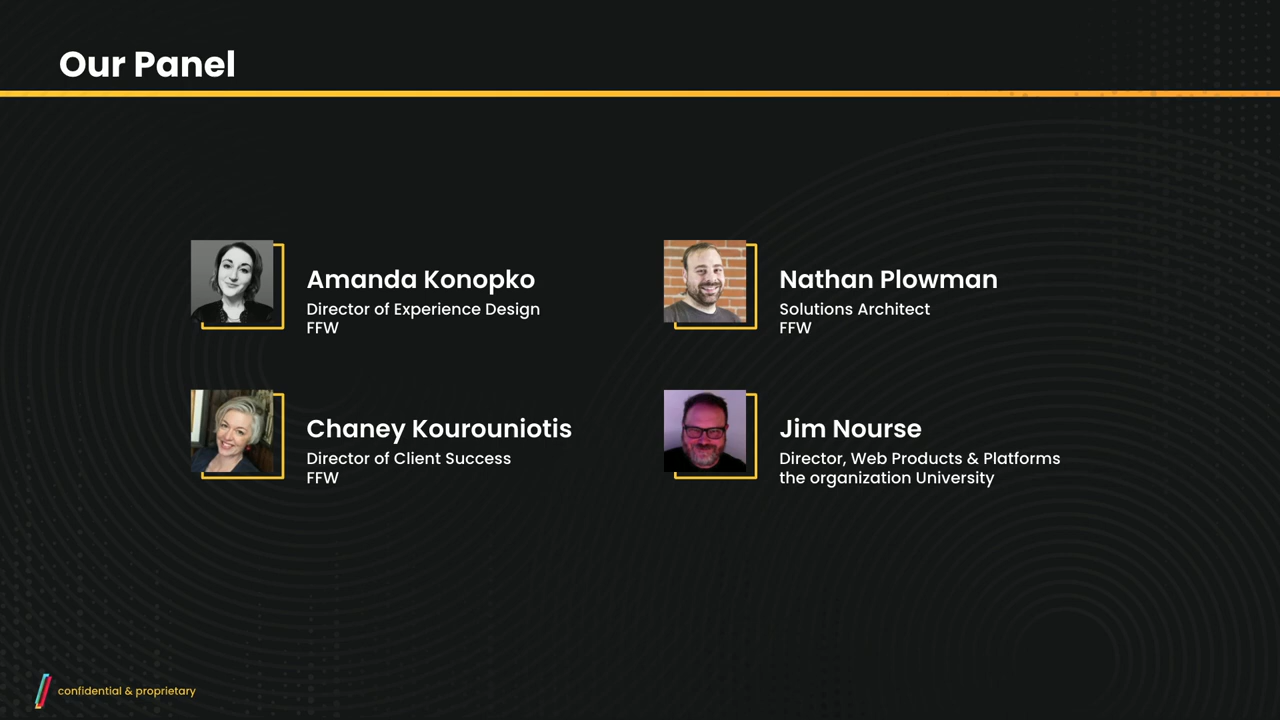 Our Panel
Amanda Konopko
Director of Experience Design
FFW
Nathan Plowman
Solutions Architect
FFW
Chaney Kourouniotis
Director of Client Success
FFW
Jim Nourse
Director, Web Products & Platforms
the organization University
confidential & proprietary